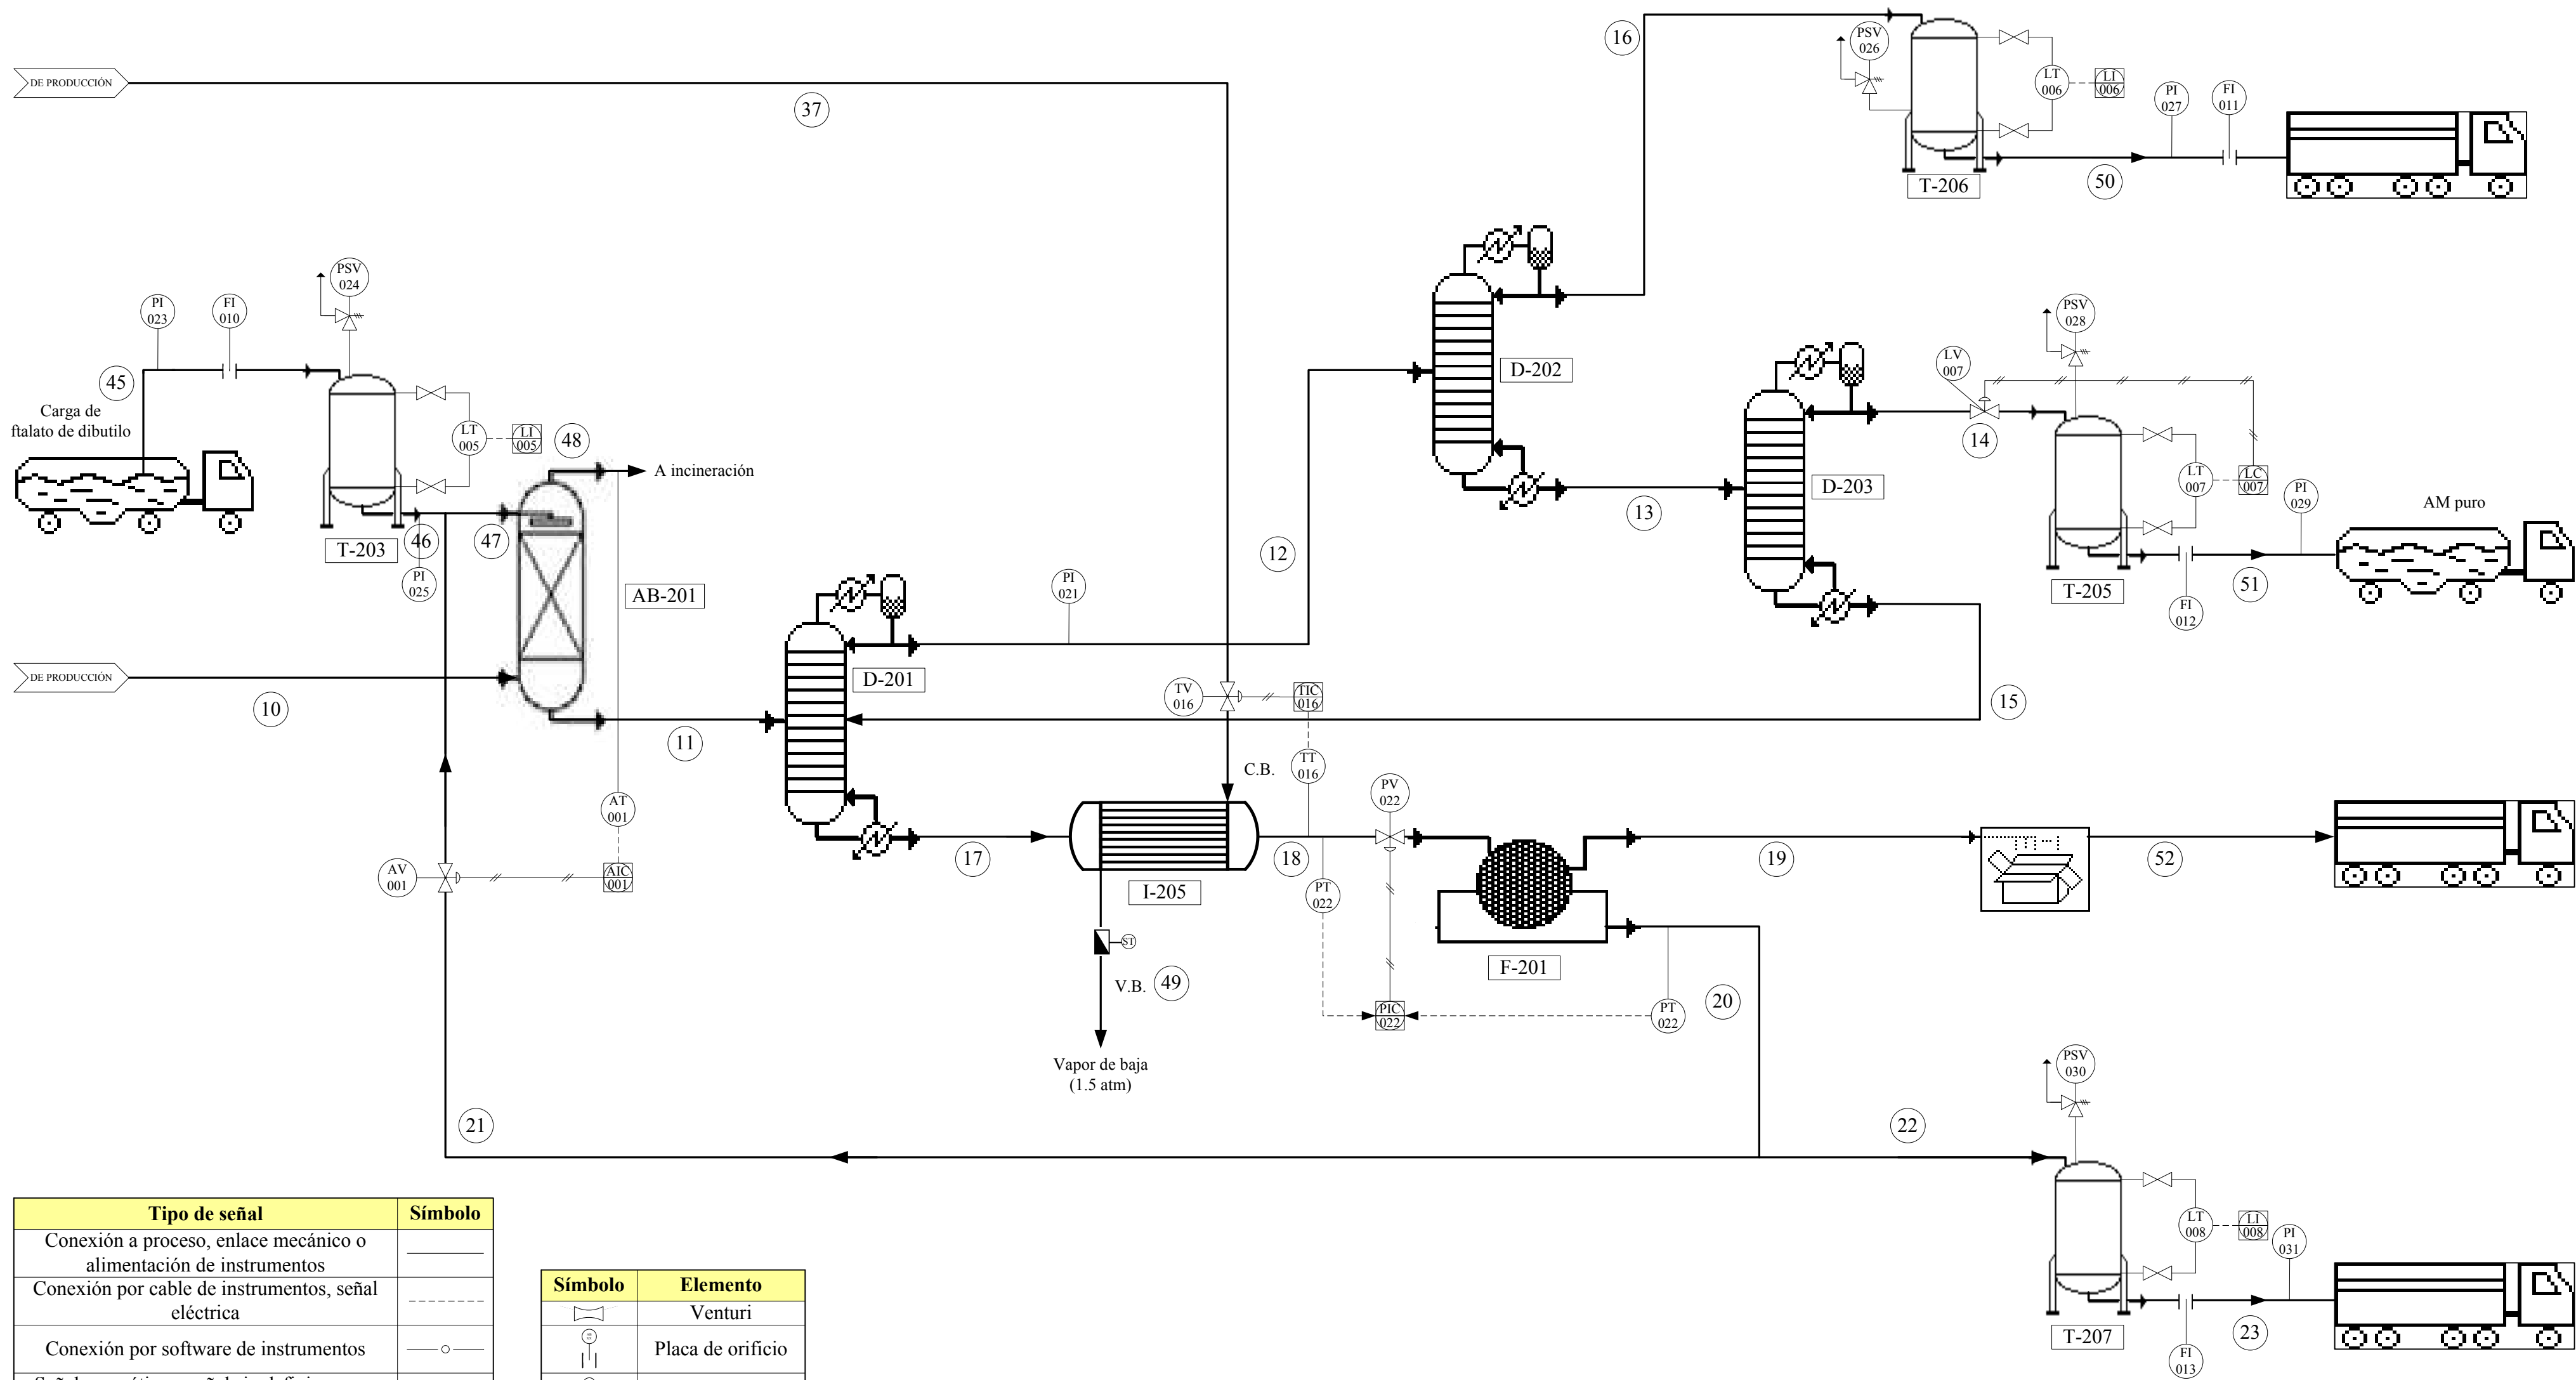 DE PRODUCCIÓN
37
16
PSV
026
LT
006
LI
006
PI
027
FI
011
T-206
50
PSV
024
PI
023
FI
010
45
Carga de
ftalato de dibutilo
LT
005
LI
005
48
A incineración
T-203
46
47
PI
025
AB-201
D-202
PSV
028
LV
007
14
D-203
13
12
LT
007
LC
007
PI
029
AM puro
T-205
51
FI
012
PI
021
DE PRODUCCIÓN
10
11
D-201
TV
016
TIC
016
15
TT
016
C.B.
PV
022
AT
001
AV
001
AIC
001
17
I-205
18
PT
022
19
52
ST
V.B.
49
F-201
PIC
022
PT
022
20
Vapor de baja
(1.5 atm)
21
22
PSV
030
LT
008
LI
008
PI
031
T-207
23
FI
013
Tipo de señal
Símbolo
Conexión a proceso, enlace mecánico o
alimentación de instrumentos
Conexión por cable de instrumentos, señal
eléctrica
Conexión por software de instrumentos
Símbolo
Elemento
Venturi
Placa de orificio